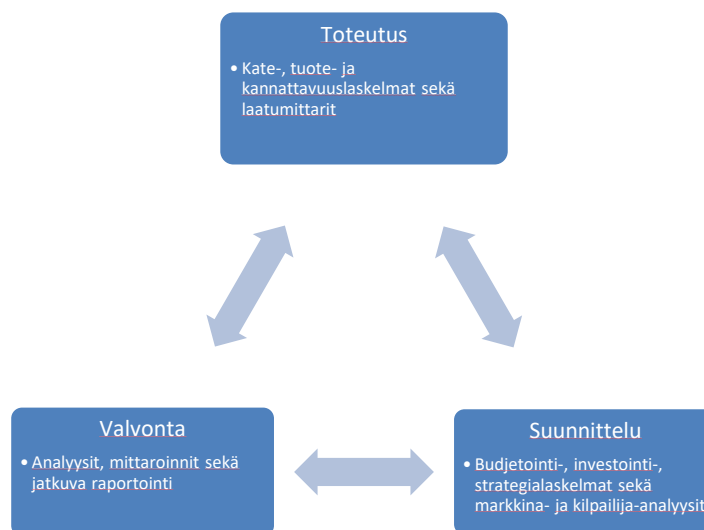 Toteutus
• Kate-, tuote- ja
kannattavuuslaskelmat sekä
laatumittarit
Valvonta
• Analyysit, mittaroinnit sekä
jatkuva raportointi
Suunnittelu
• Budjetointi-, investointi-,
strategialaskelmat sekä
markkina- ja kilpailija-analyysit